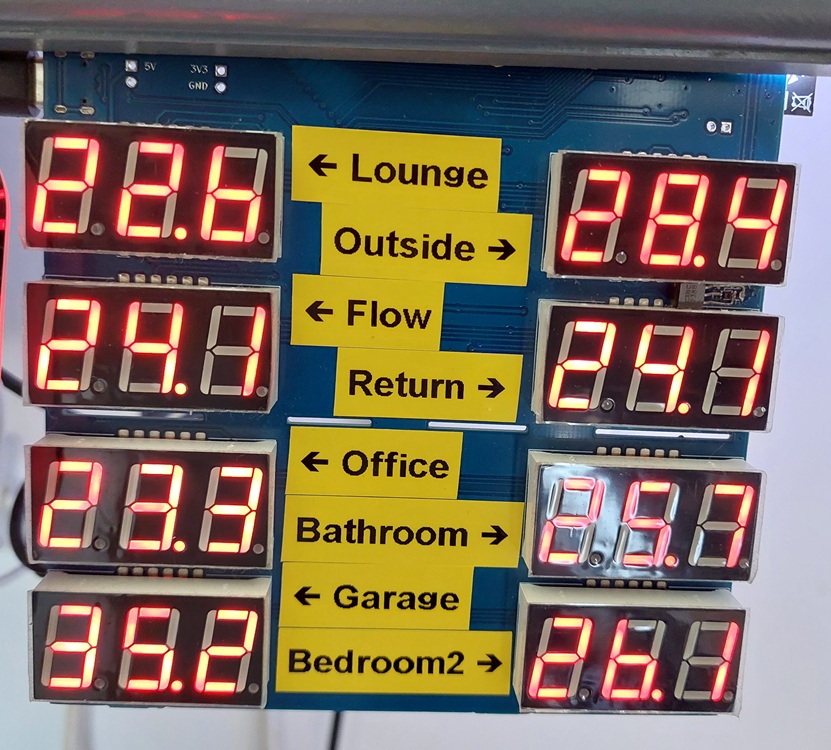 5V
3V3
GND
22.6
← Lounge
28.4
Outside →
24.1
← Flow
24.1
Return →
23.3
← Office
25.7
Bathroom →
35.2
← Garage
26.1
Bedroom2 →